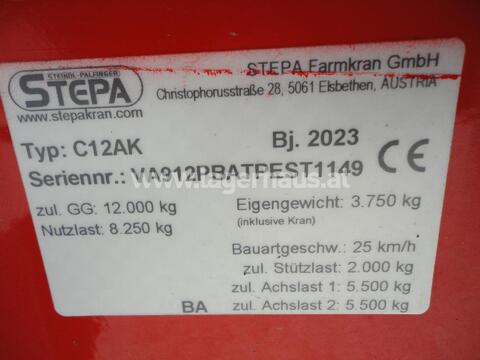 STEINDL-PALFINGER
STEPA
www.stepakran.com
STEPA Farmkran GmbH
Christophorusstraße 28, 5061 Elsbethen, AUSTRIA
Typ: C12AK
Bj. 2023
Seriennr.: VA912PBATPEST1149
CE
www.lagerhaus.at
zul. GG: 12.000 kg
Nutzlast: 8.250 kg
Eigengewicht: 3.750 kg
(inklusive Kran)
Bauartgeschw.: 25 km/h
zul. Stützlast: 2.000 kg
zul. Achslast 1: 5.500 kg
BA
zul. Achslast 2: 5.500 kg